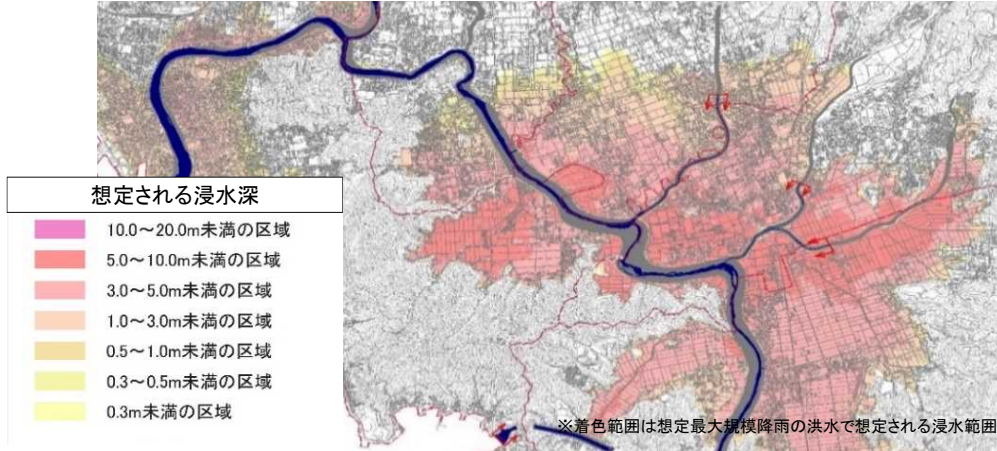 想定される浸水深
10.0～20.0m未満の区域
5.0～10.0m未満の区域
3.0～5.0m未満の区域
1.0～3.0m未満の区域
0.5～1.0m未満の区域
0.3～0.5m未満の区域
0.3m未満の区域
※着色範囲は想定最大規模降雨の洪水で想定される浸水範囲